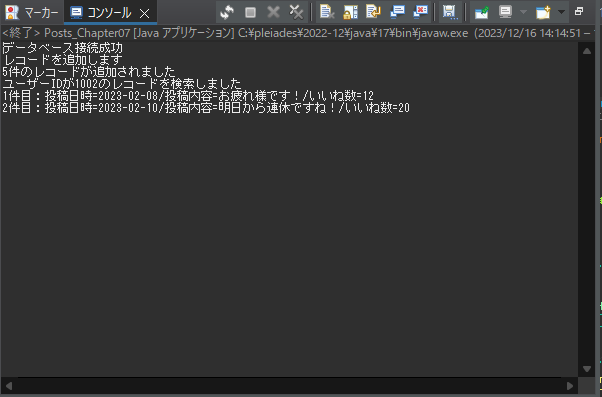 マーカー コンソール
<終了> Posts_Chapter07 [Java アプリケーション] C:¥pleiades¥2022-12¥java¥17¥bin¥javaw.exe (2023/12/16 14:14:51 –
データベース接続成功
レコードを追加します
5件のレコードが追加されました
ユーザーIDが1002のレコードを検索しました
1件目：投稿日時=2023-02-08/投稿内容=お疲れ様です！/いいね数=12
2件目：投稿日時=2023-02-10/投稿内容=明日から連休ですね！/いいね数=20